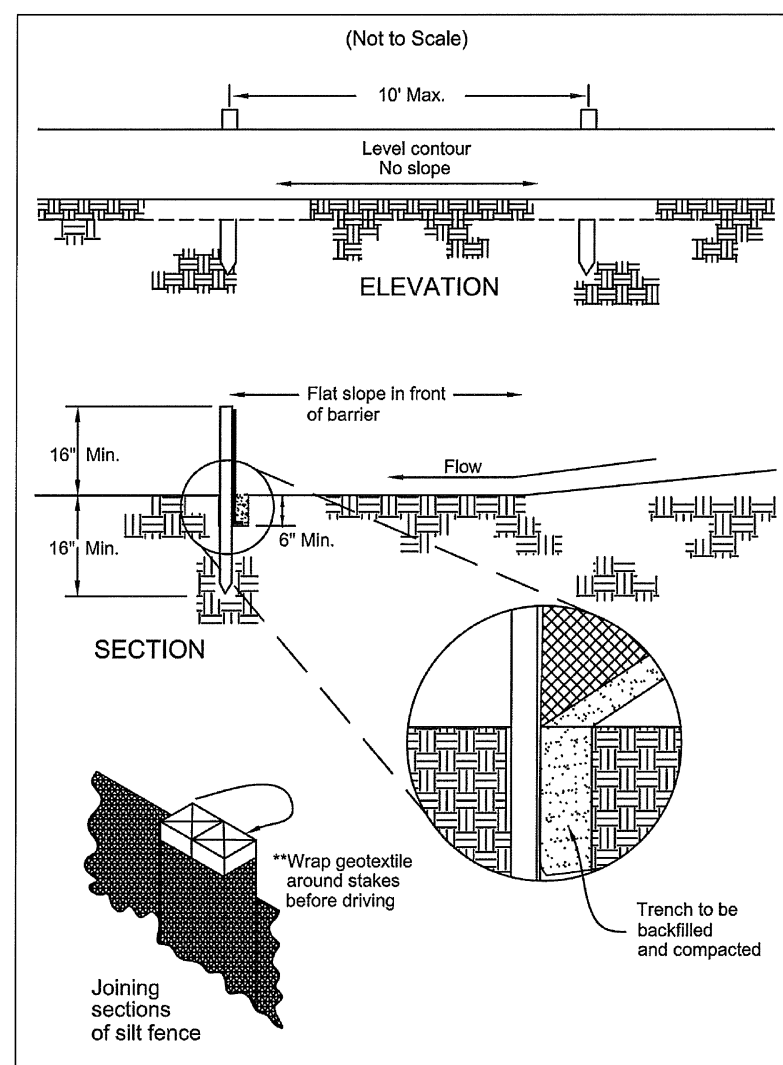 (Not to Scale)
10' Max.
Level contour
No slope
ELEVATION
Flat slope in front
of barrier
16" Min.
Flow
16" Min.
6" Min.
SECTION
**Wrap geotextile
around stakes
before driving
Trench to be
backfilled
and compacted
Joining
sections
of silt fence